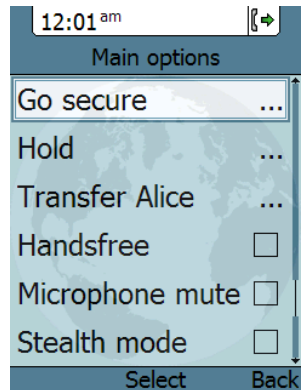 12:01 am
Main options
Go secure ...
Hold ...
Transfer Alice ...
Handsfree
Microphone mute
Stealth mode
Select Back